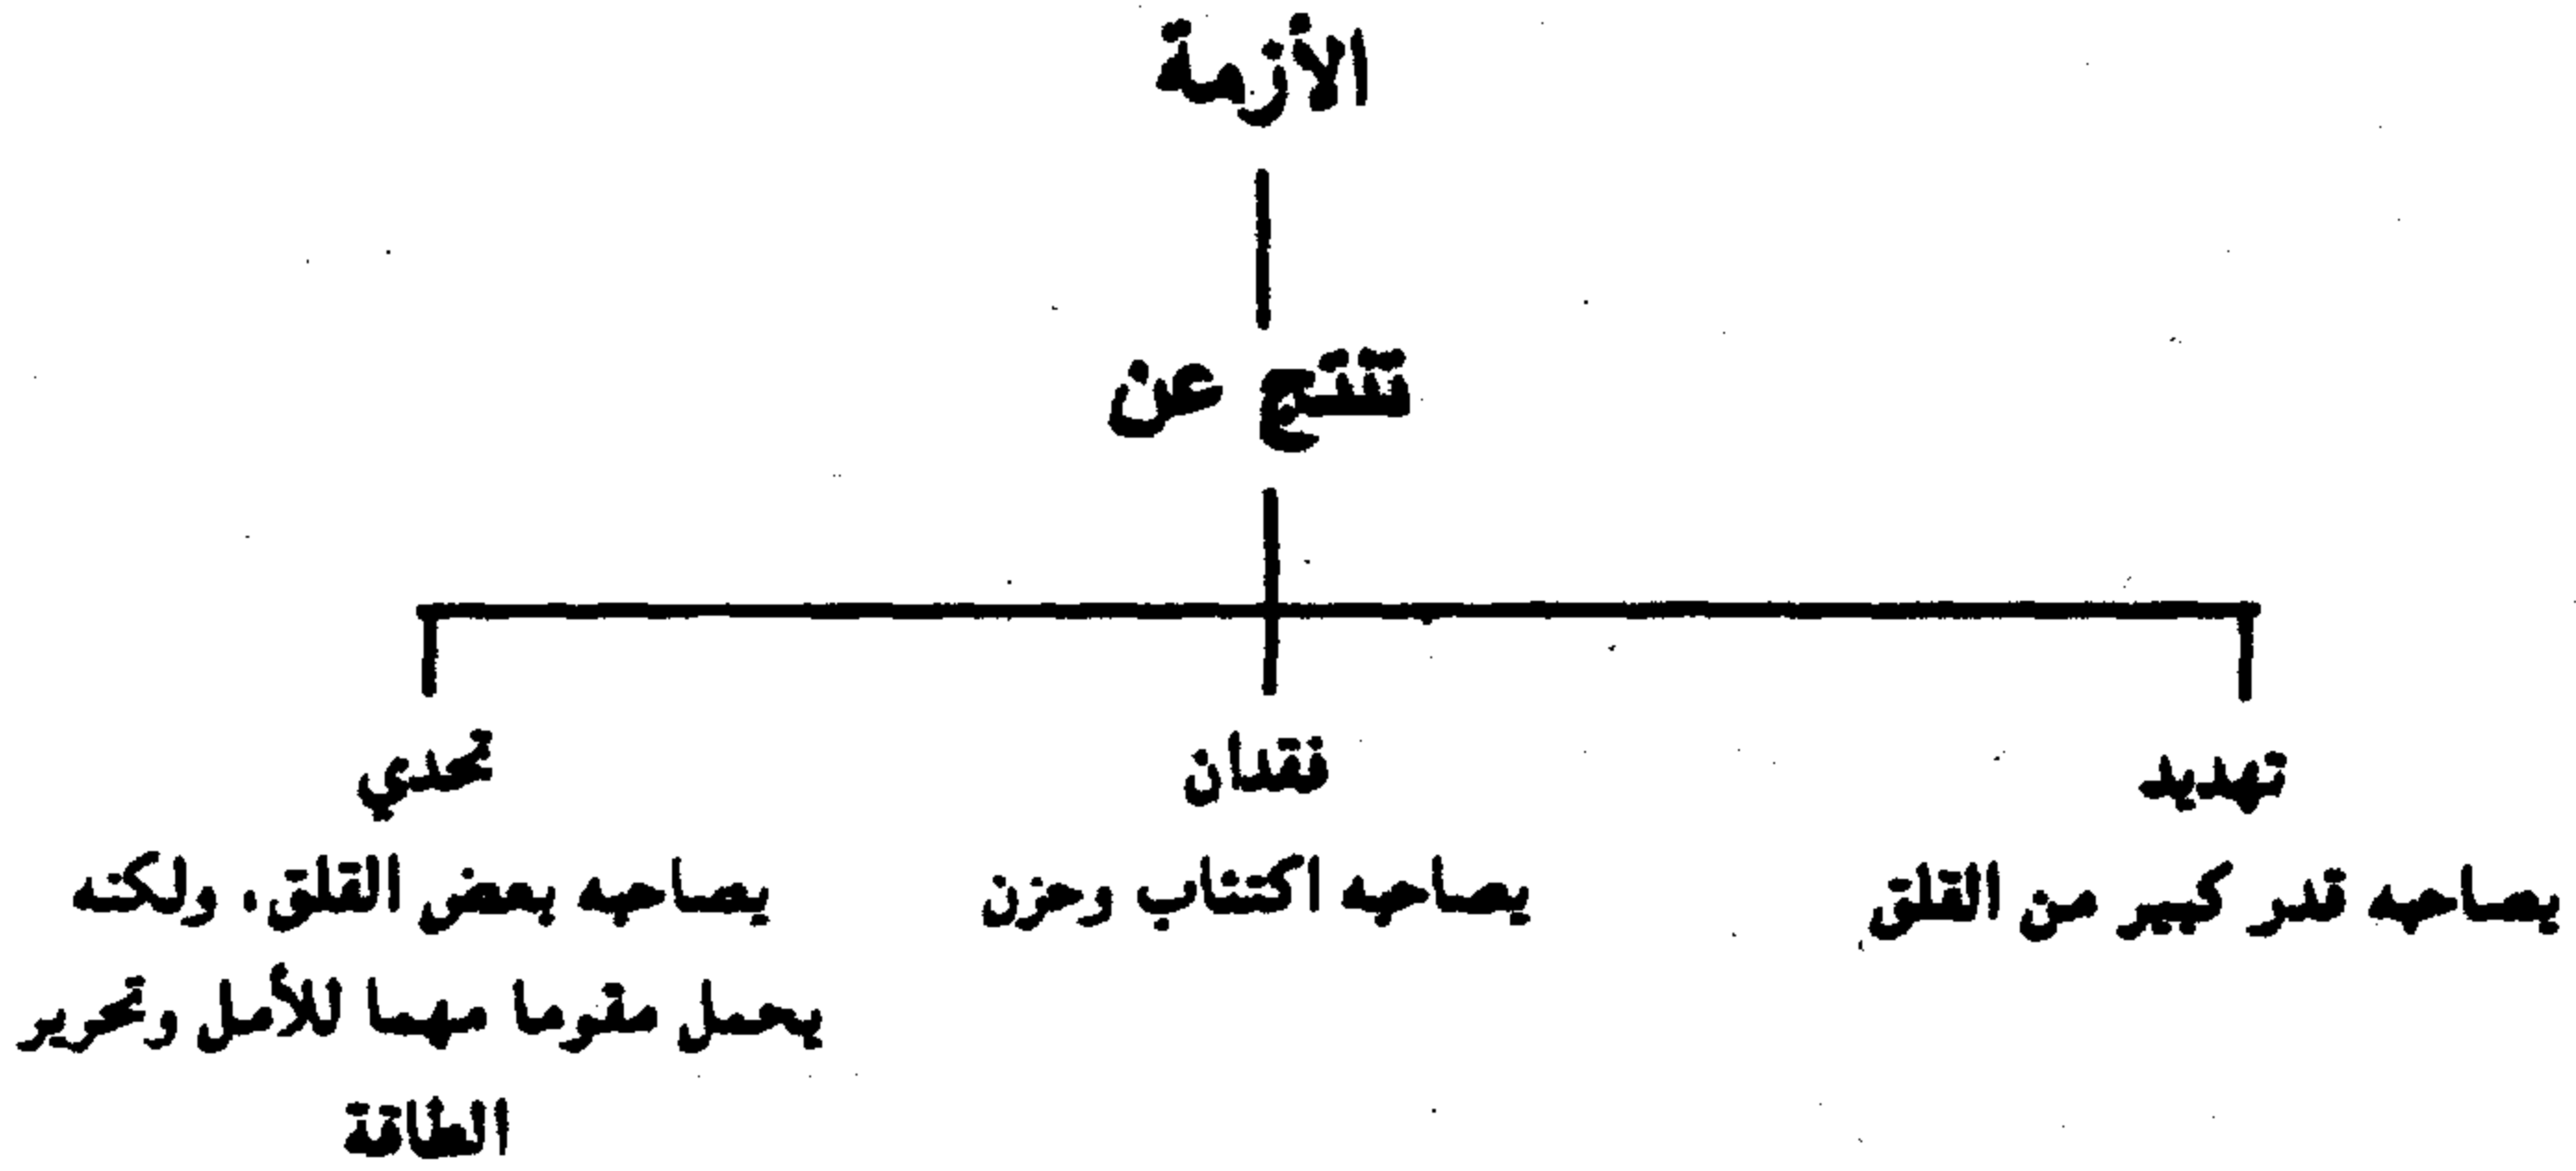 الأزمة
تنتج عن
تهديد
يصاحبه قدر كبير من القلق
فقدان
يصاحبه اكتئاب وحزن
تحدي
يصاحبه بعض القلق، ولكنه
يحمل مقوما مهما للأمل وتحرير
الطاقة